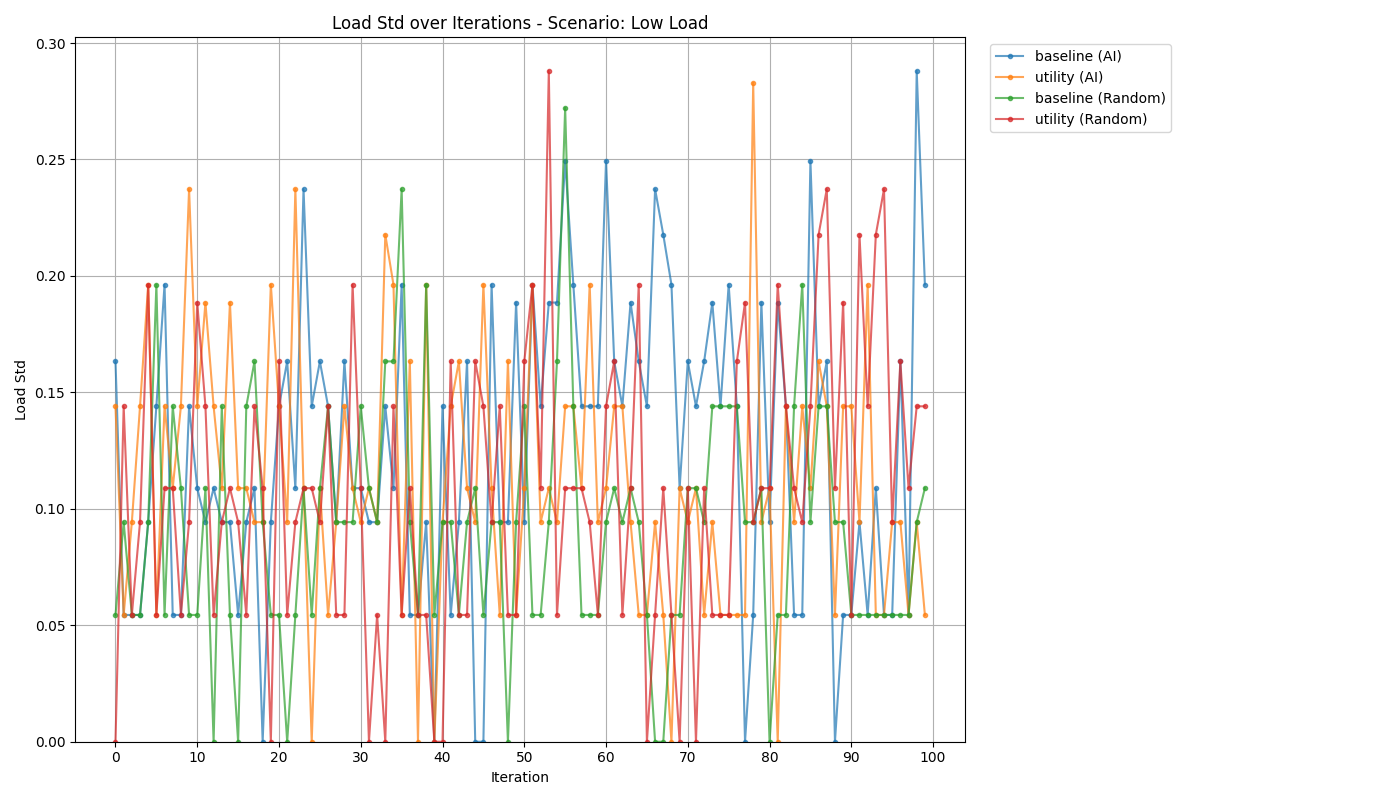 Load Std over Iterations - Scenario: Low Load
0.30
0.25
0.20
0.15
0.10
0.05
0.00
Load Std
0 10 20 30 40 50 60 70 80 90 100
Iteration
baseline (AI)
utility (AI)
baseline (Random)
utility (Random)